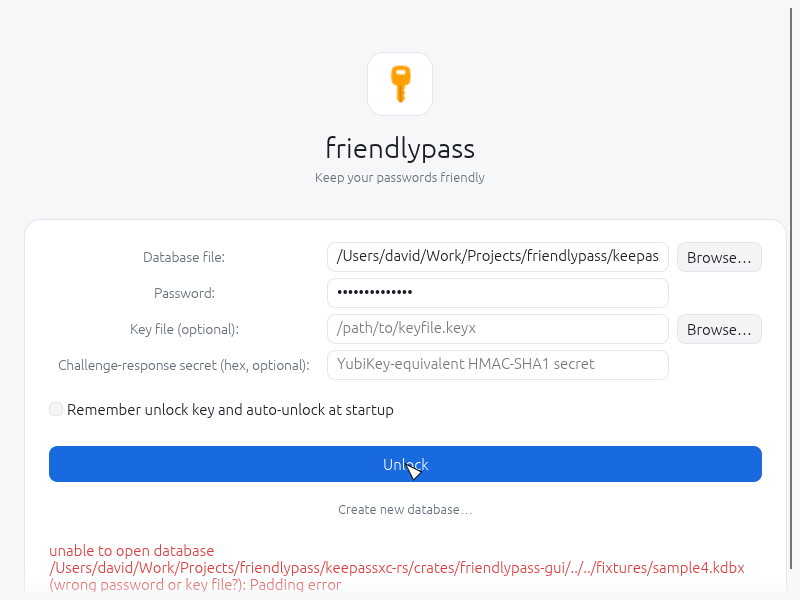 friendlypass
Keep your passwords friendly
Database file:
/Users/david/Work/Projects/friendlypass/keepas
Browse…
Password:
••••••••••••••
Key file (optional):
/path/to/keyfile.keyx
Browse…
Challenge-response secret (hex, optional):
YubiKey-equivalent HMAC-SHA1 secret
Remember unlock key and auto-unlock at startup
Unlock
Create new database…
unable to open database
/Users/david/Work/Projects/friendlypass/keepassxc-rs/crates/friendlypass-gui/../../fixtures/sample4.kdbx
(wrong password or key file?): Padding error